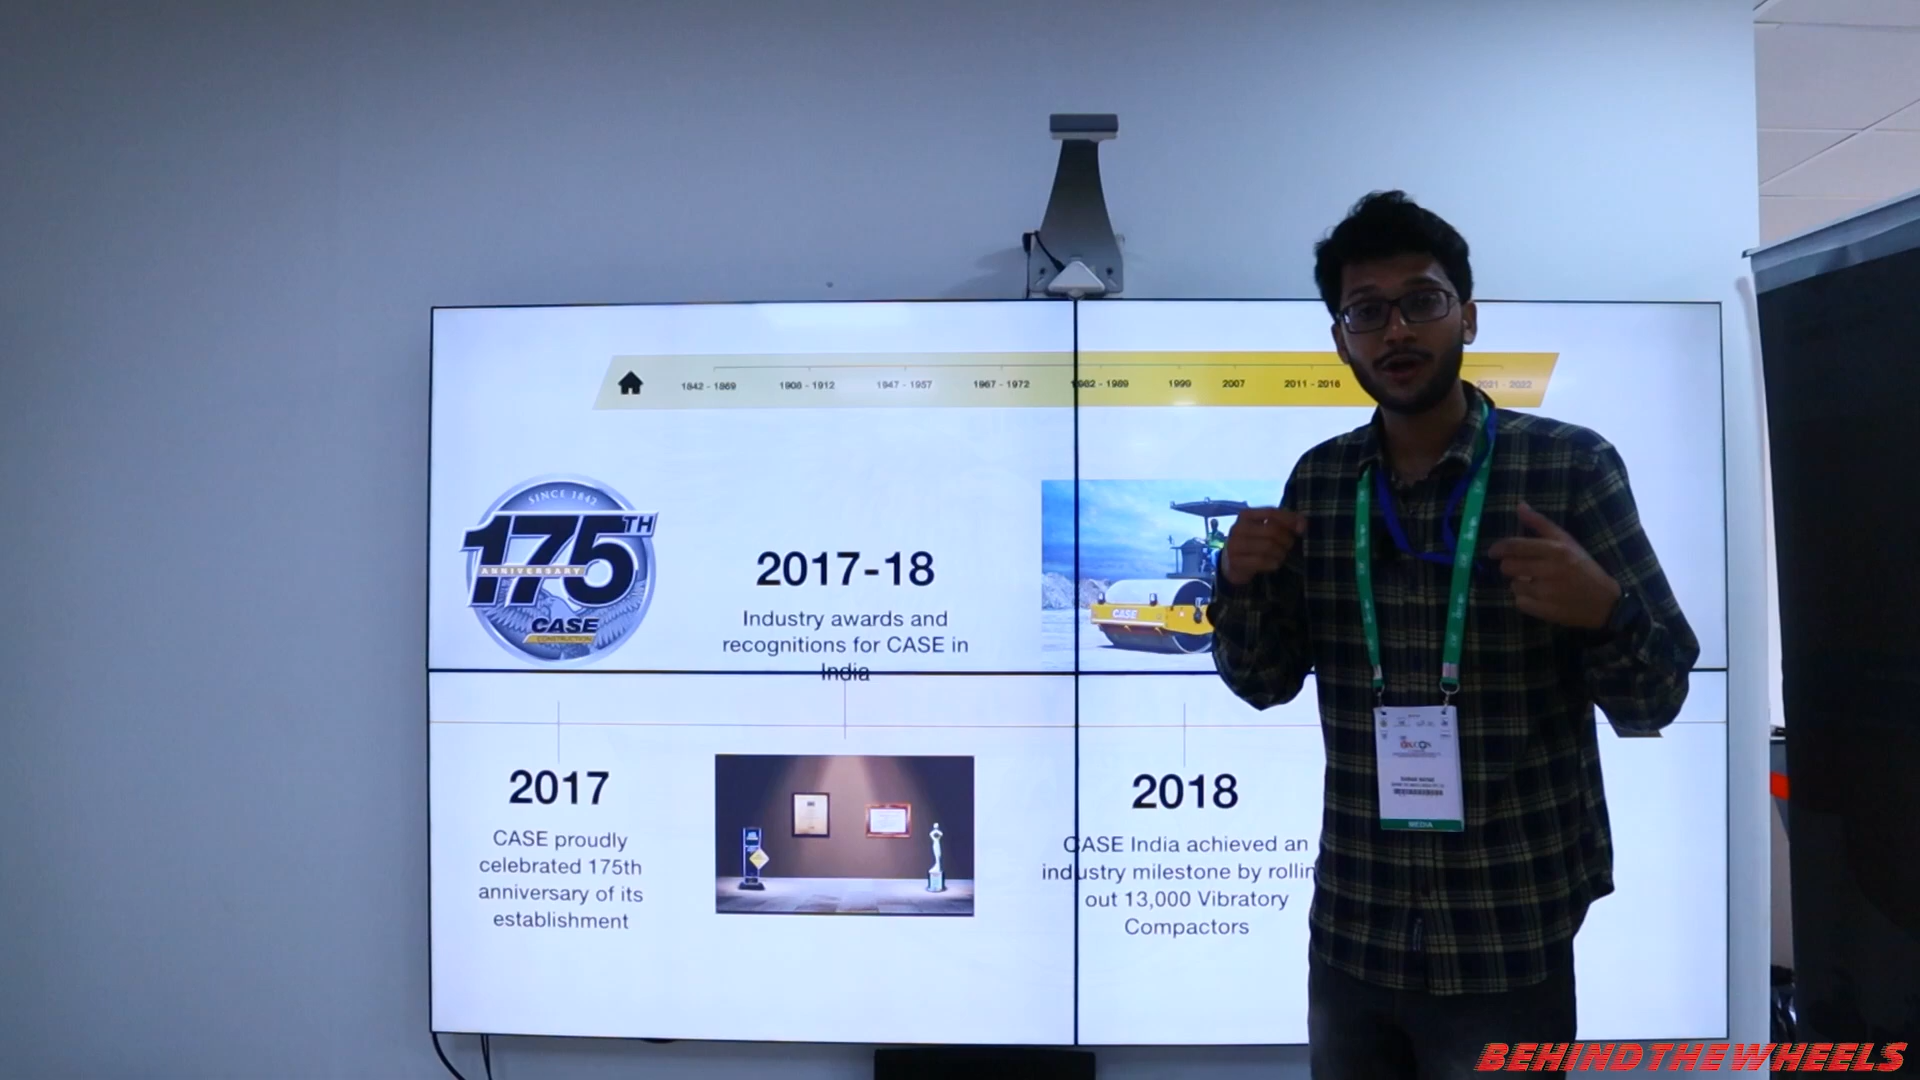 1842 - 1869 1908 - 1912 1947 - 1957 1967 - 1972 1982 - 1989 1999 2007 2011 - 2016 2021 - 2022
SINCE 1842
175TH
ANNIVERSARY
CASE
CONSTRUCTION
2017-18
Industry awards and
recognitions for CASE in
India
CASE
2017
CASE proudly
celebrated 175th
anniversary of its
establishment
2018
CASE India achieved an
industry milestone by rollin
out 13,000 Vibratory
Compactors
MEDIA
BEHINDTHEWHEELS